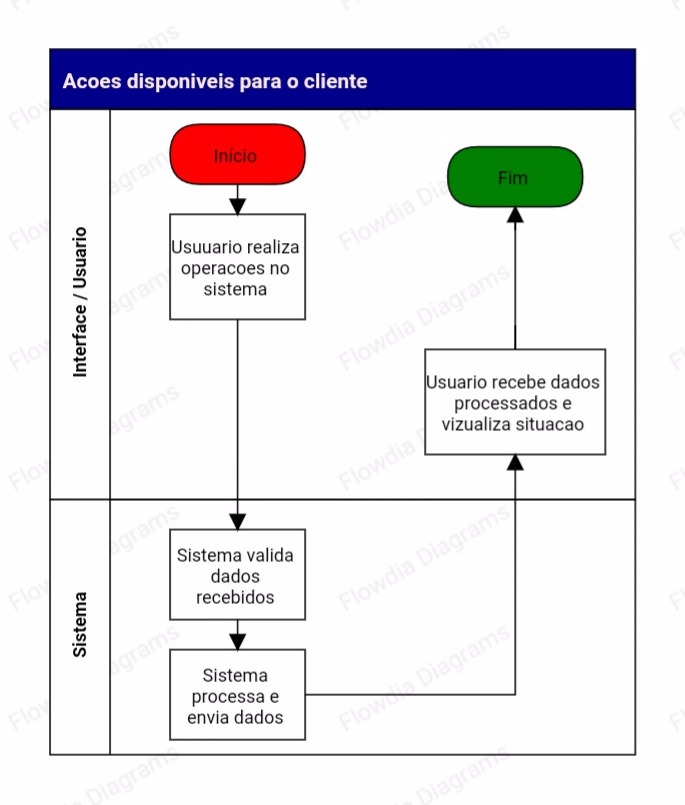 Acoes disponiveis para o cliente
Interface / Usuario
Início
Usuuario realiza
operacoes no
sistema
Fim
Usuario recebe dados
processados e
vizualiza situacao
Sistema
Sistema valida
dados
recebidos
Sistema
processa e
envia dados
Flowdia Diagrams